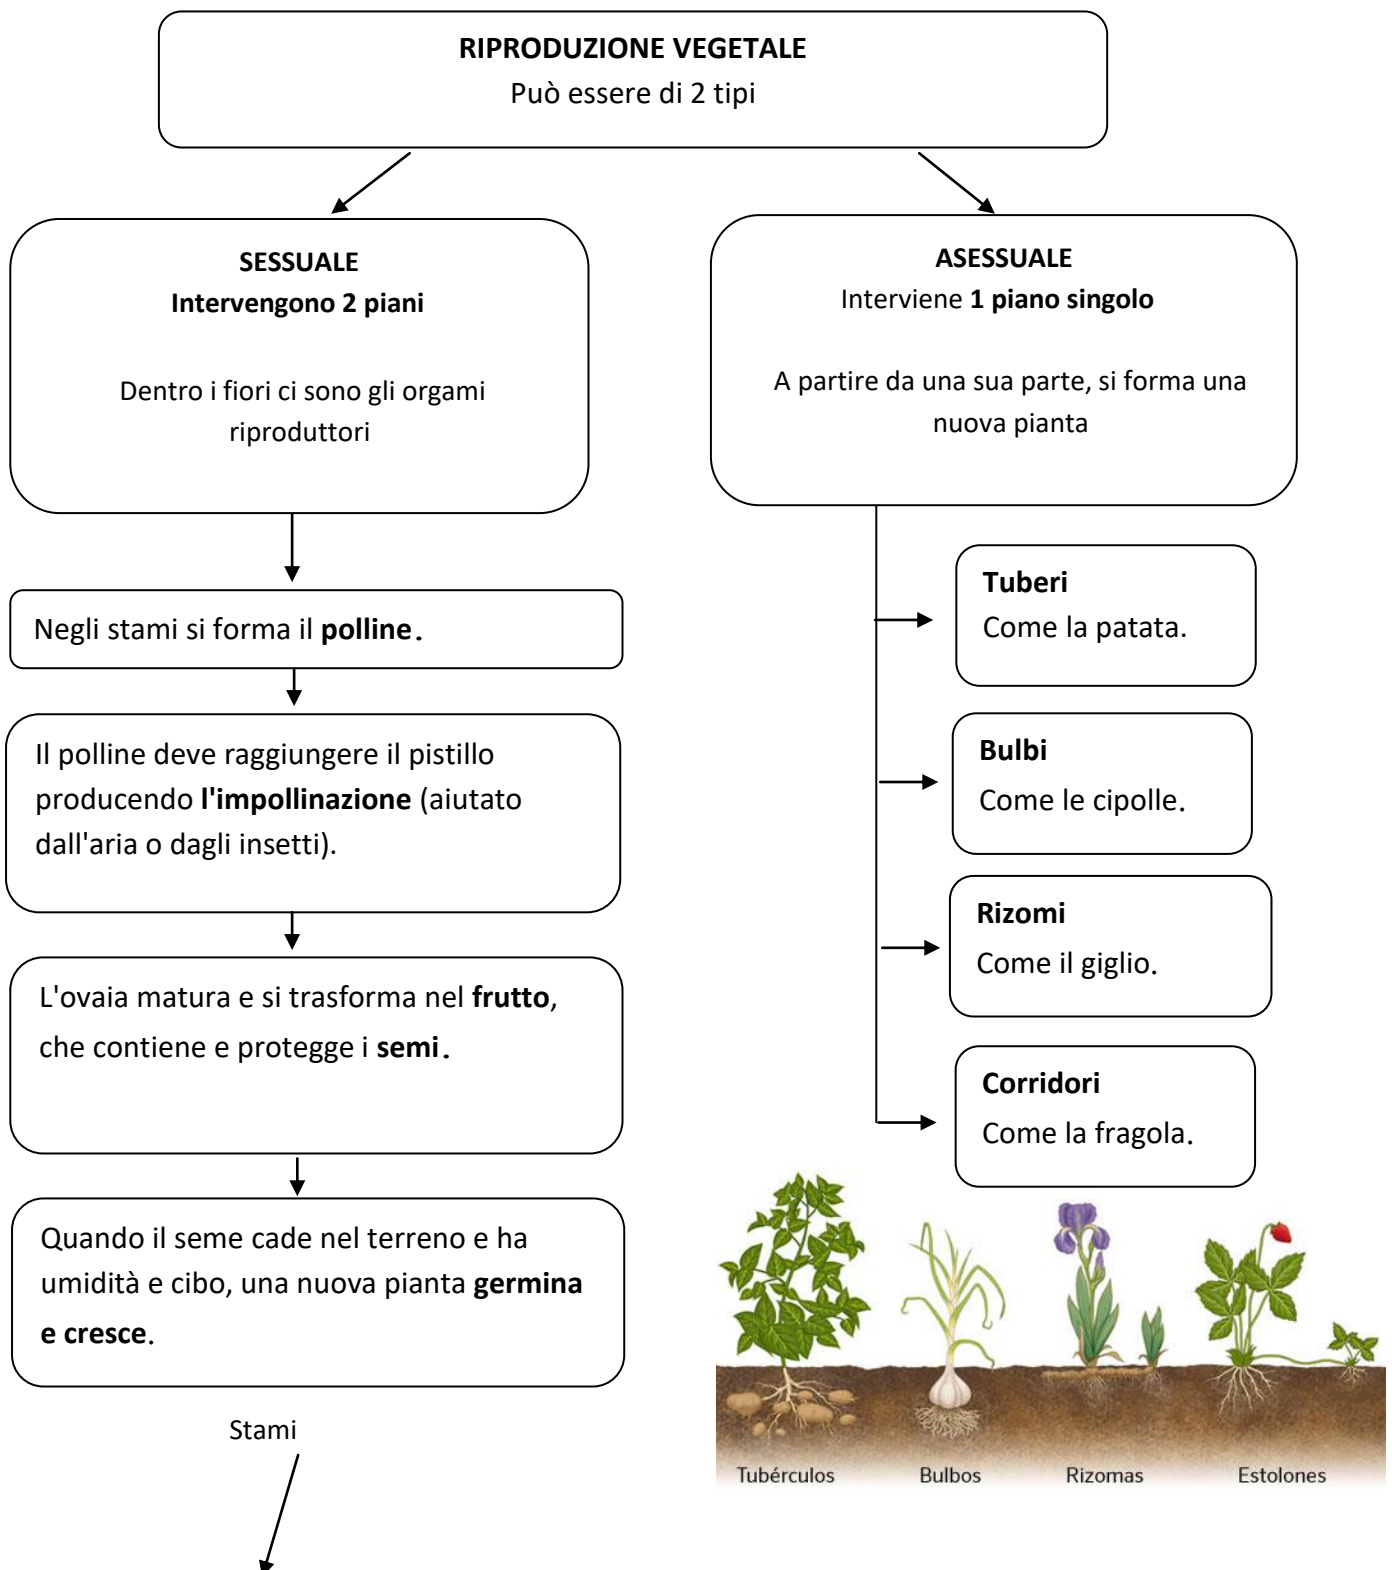 RIPRODUZIONE VEGETALE
Può essere di 2 tipi
SESSUALE
Intervengono 2 piani
Dentro i fiori ci sono gli orgami
riproduttori
ASESSUALE
Interviene 1 piano singolo
A partire da una sua parte, si forma una
nuova pianta
Negli stami si forma il polline.
Il polline deve raggiungere il pistillo
producendo l'impollinazione (aiutato
dall'aria o dagli insetti).
L'ovaia matura e si trasforma nel frutto,
che contiene e protegge i semi.
Quando il seme cade nel terreno e ha
umidità e cibo, una nuova pianta germina
e cresce.
Stami
Tuberi
Come la patata.
Bulbi
Come le cipolle.
Rizomi
Come il giglio.
Corridori
Come la fragola.
Tubérculos
Bulbos
Rizomas
Estolones